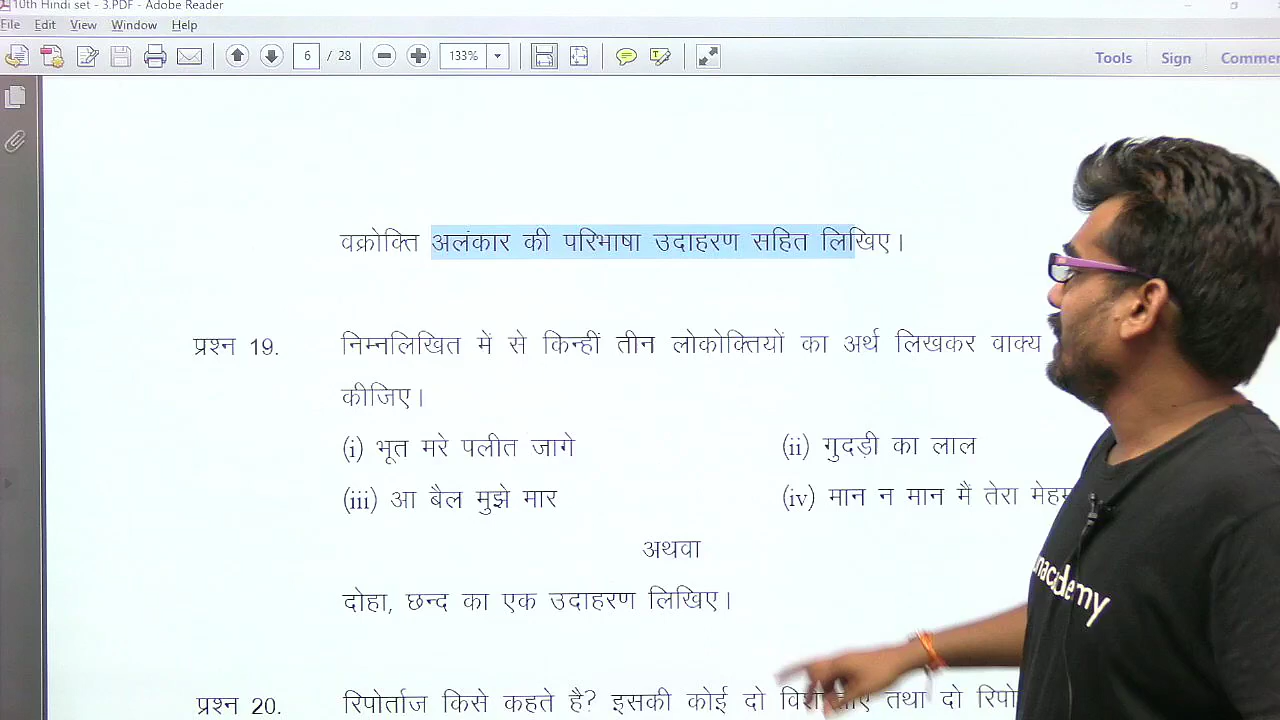 10th Hindi set - 3.PDF - Adobe Reader
File Edit View Window Help
6 / 28 133% Tools Sign
वक्रोक्ति अलंकार की परिभाषा उदाहरण सहित लिखिए।
प्रश्न 19. निम्नलिखित में से किन्हीं तीन लोकोक्तियों का अर्थ लिखकर वाक्य
कीजिए।
(i) भूत मरे पलीत जागे (ii) गुदड़ी का लाल
(iii) आ बैल मुझे मार (iv) मान न मान मैं तेरा
अथवा
दोहा, छन्द का एक उदाहरण लिखिए।
प्रश्न 20. रिपोर्ताज किसे कहते है? इसकी कोई दो तथा दो